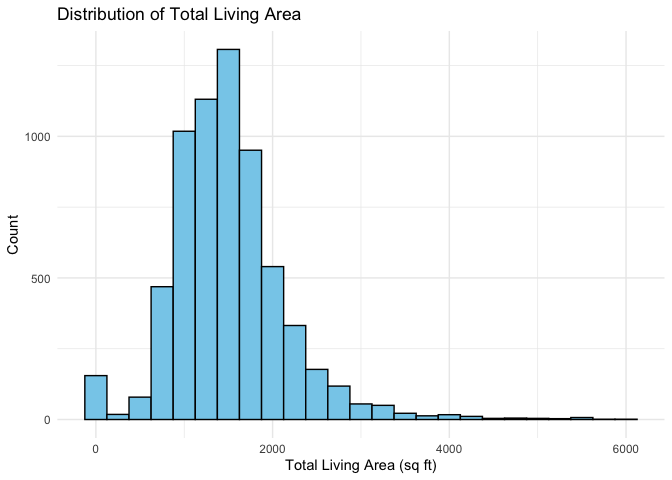 Distribution of Total Living Area
Count
1000
500
0
0 2000 4000 6000
Total Living Area (sq ft)